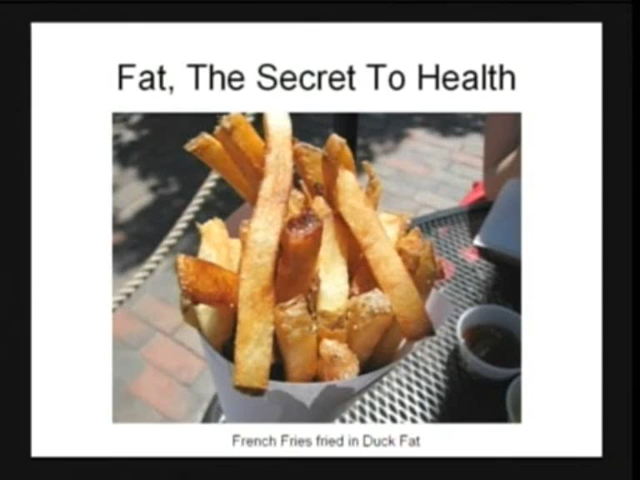 Fat, The Secret To Health
French Fries fried in Duck Fat